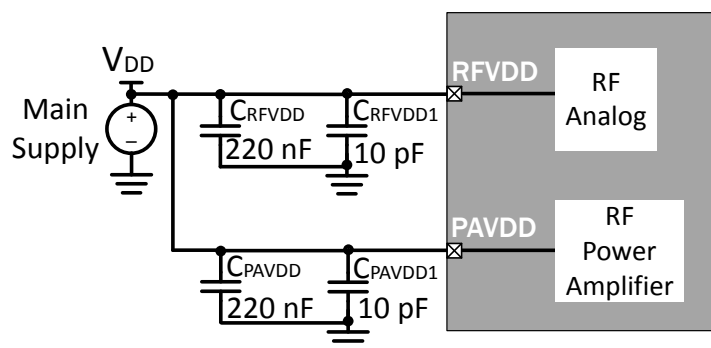 VDD
Main
Supply
+
–
CRFVDD
220 nF
CRFVDD1
10 pF
RFVDD
RF
Analog
CPAVDD
220 nF
CPAVDD1
10 pF
PAVDD
RF
Power
Amplifier